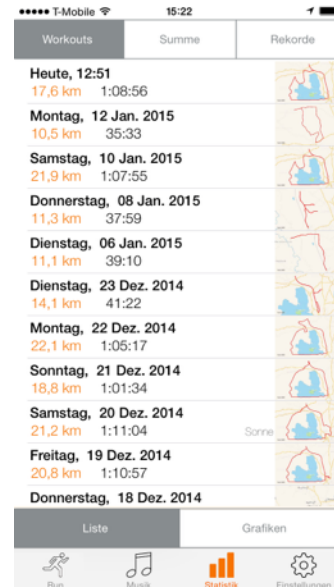 T-Mobile 15:22
Workouts Summe Rekorde
Heute, 12:51
17,6 km 1:08:56
Montag, 12 Jan. 2015
10,5 km 35:33
Samstag, 10 Jan. 2015
21,9 km 1:07:55
Donnerstag, 08 Jan. 2015
11,3 km 37:59
Dienstag, 06 Jan. 2015
11,1 km 39:10
Dienstag, 23 Dez. 2014
14,1 km 41:22
Montag, 22 Dez. 2014
22,1 km 1:05:17
Sonntag, 21 Dez. 2014
18,8 km 1:01:34
Samstag, 20 Dez. 2014
21,2 km 1:11:04 Sonne
Freitag, 19 Dez. 2014
20,8 km 1:10:57
Donnerstag, 18 Dez. 2014
Liste Grafiken
Run Musik Statistik Einstellungen